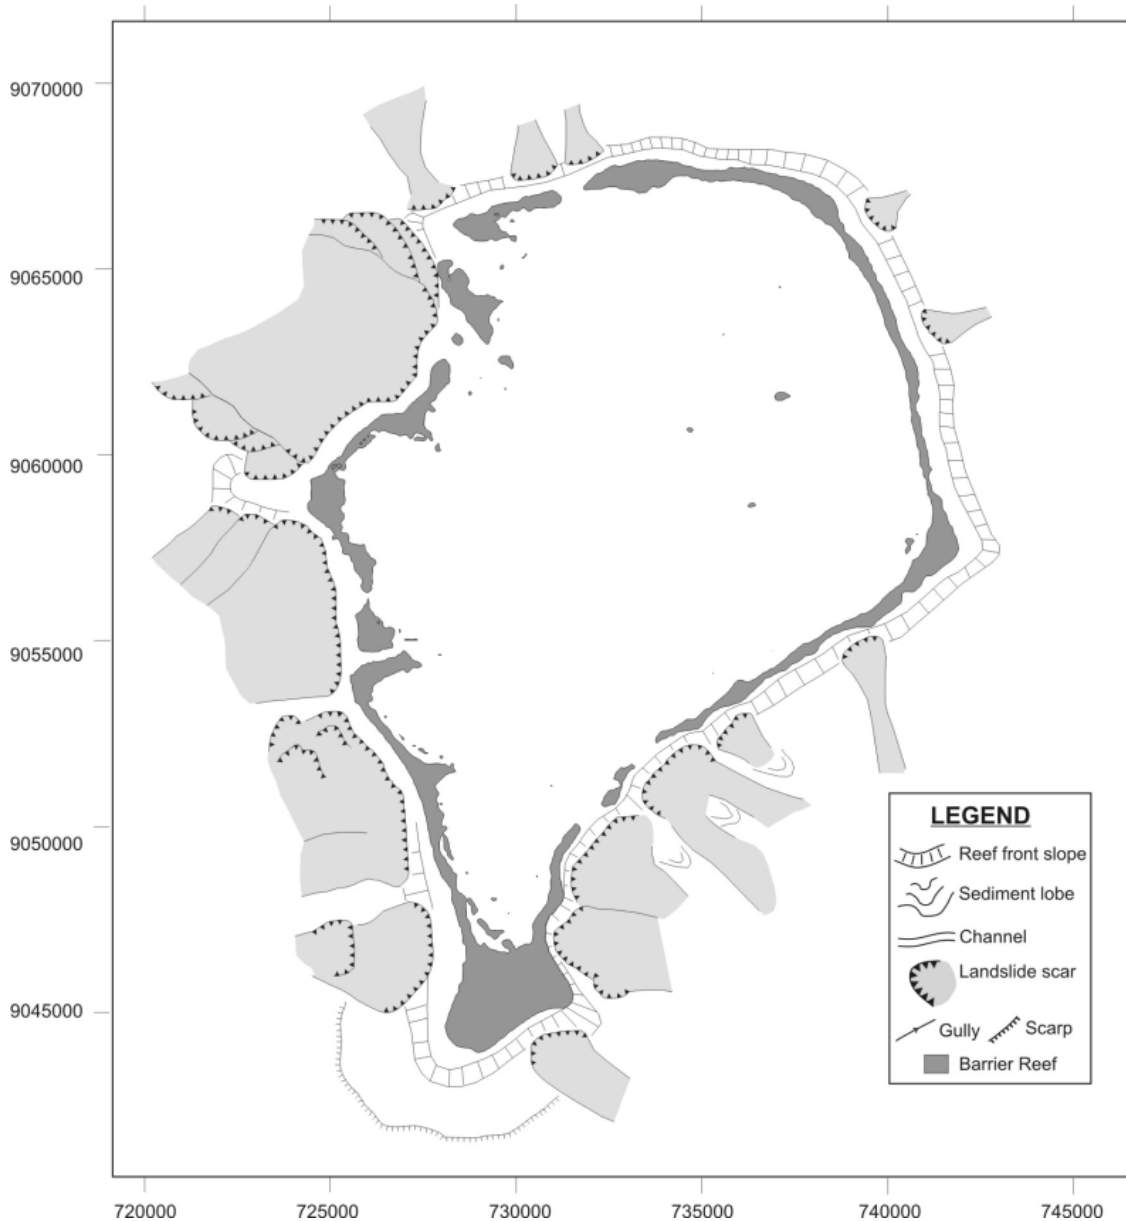 9070000
9065000
9060000
9055000
9050000
9045000
LEGEND
Reef front slope
Sediment lobe
Channel
Landslide scar
Gully Scarp
Barrier Reef
720000 725000 730000 735000 740000 745000